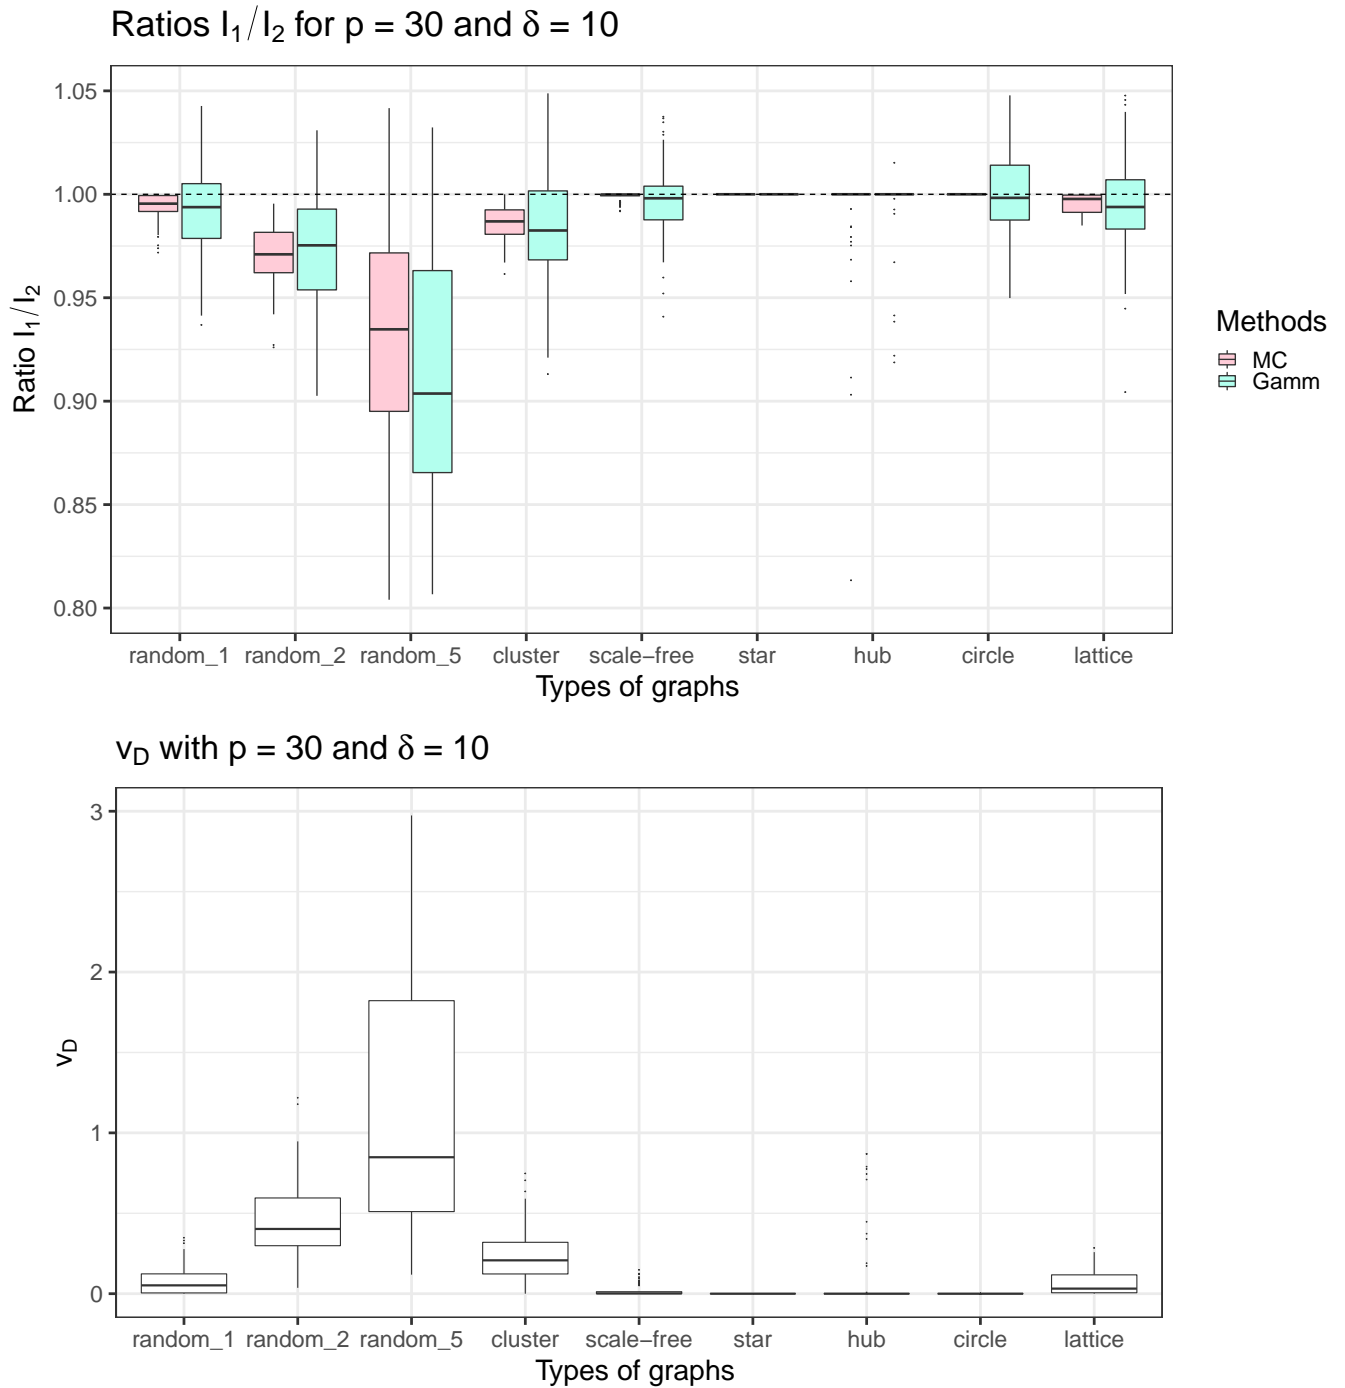 Ratios I₁/I₂ for p = 30 and δ = 10
1.05
1.00
0.95
0.90
0.85
0.80
Ratio I₁/I₂
random_1 random_2 random_5 cluster scale−free star hub circle lattice
Types of graphs
Methods
MC
Gamm
v_D with p = 30 and δ = 10
3
2
1
0
v_D
random_1 random_2 random_5 cluster scale−free star hub circle lattice
Types of graphs